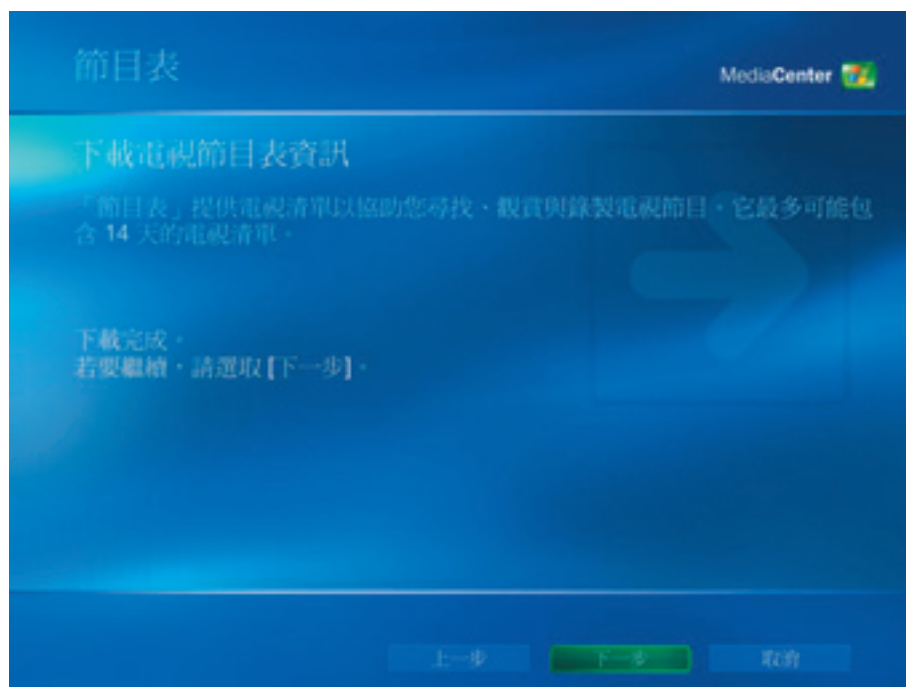 節目表
MediaCenter
下載電視節目表資訊
「節目表」提供電視清單以協助您尋找、觀賞與錄製電視節目。它最多可能包
含 14 天的電視清單。
下載完成。
若要繼續，請選取 [下一步]。
上一步
下一步
取消